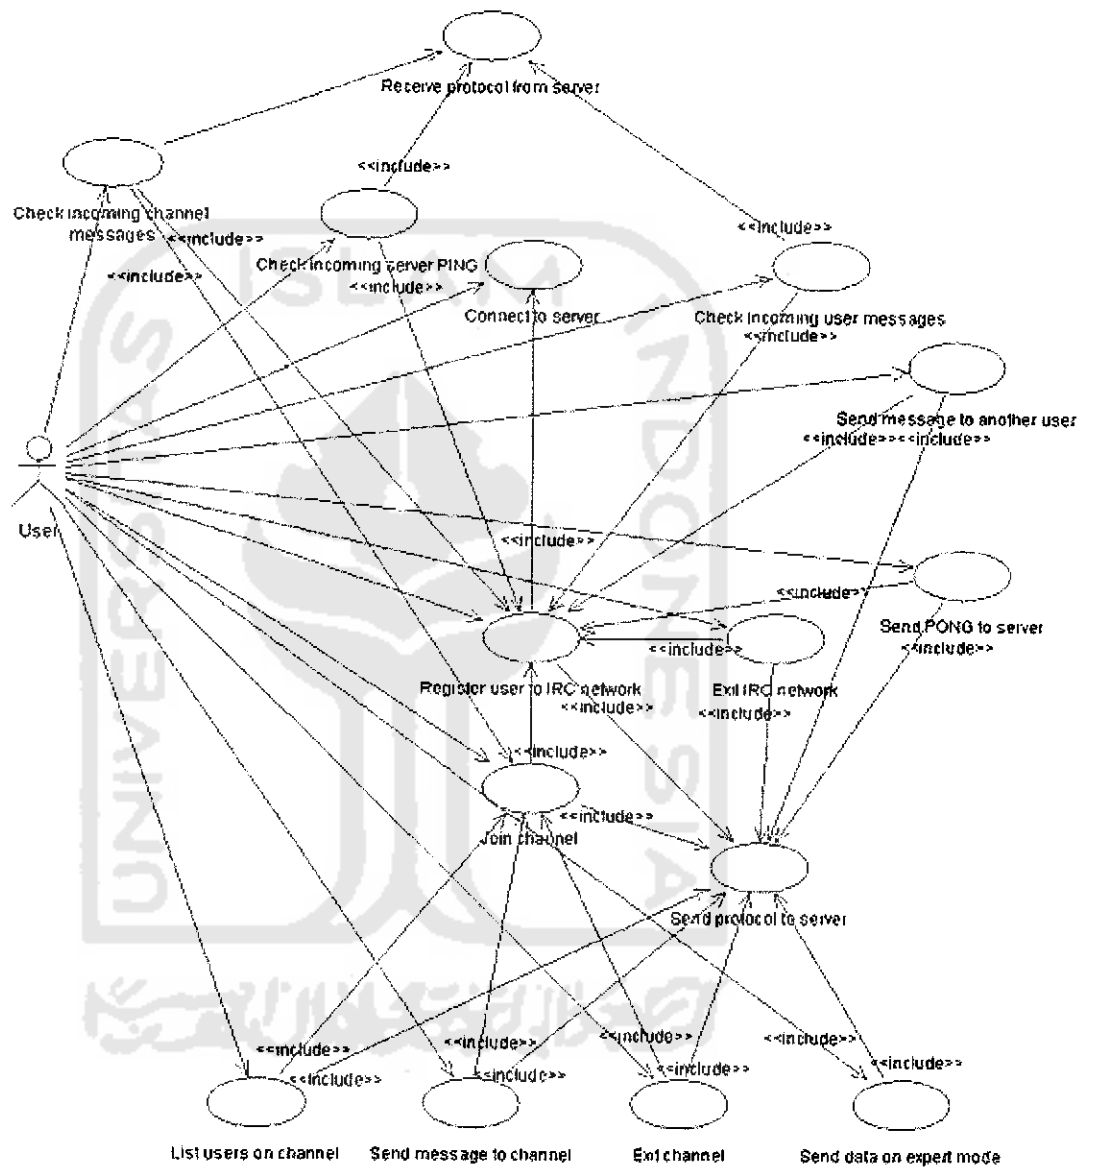 Receive protocol from server
<<include>>
Check incoming channel
messages
<<include>>
<<include>>
<<include>>
Check incoming server PING
<<include>>
Connect to server
Check incoming user messages
<<include>>
Send message to another user
<<include>>
<<include>>
User
<<include>>
<<include>>
Send PONG to server
<<include>>
<<include>>
Register user to IRC network
<<include>>
Exit IRC network
<<include>>
<<include>>
<<include>>
Join channel
Send protocol to server
<<include>>
<<include>>
<<include>>
<<include>>
<<include>>
<<include>>
<<include>>
<<include>>
List users on channel
Send message to channel
Exit channel
Send data on expert mode
UNIVERSITAS
ISLAM
INDONESIA